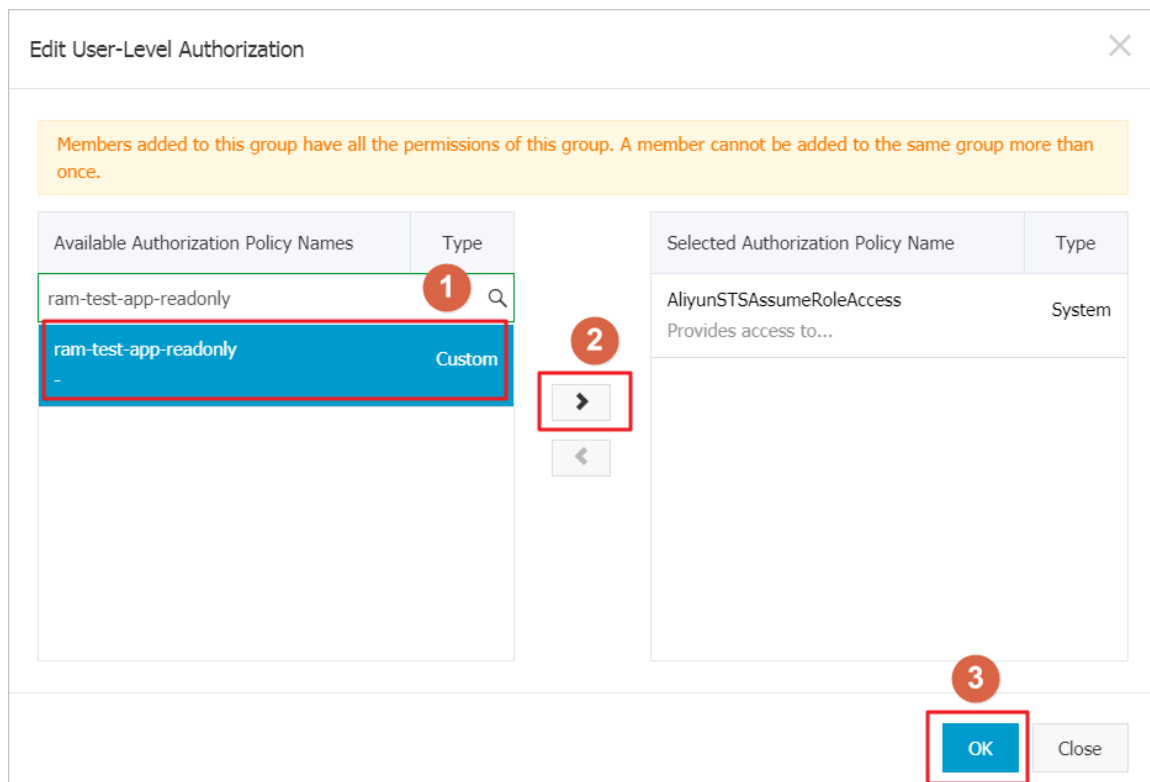 Edit User-Level Authorization
Members added to this group have all the permissions of this group. A member cannot be added to the same group more than
once.
Available Authorization Policy Names
Type
ram-test-app-readonly
1
ram-test-app-readonly
-
Custom
2
Selected Authorization Policy Name
Type
AliyunSTSAssumeRoleAccess
Provides access to...
System
3
OK
Close